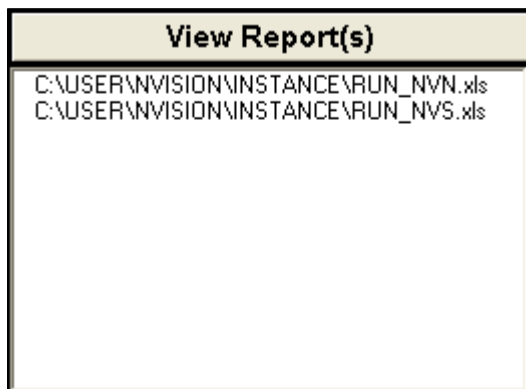 View Report(s)
C:\USER\NVISION\INSTANCE\RUN_NVN.xls
C:\USER\NVISION\INSTANCE\RUN_NVS.xls